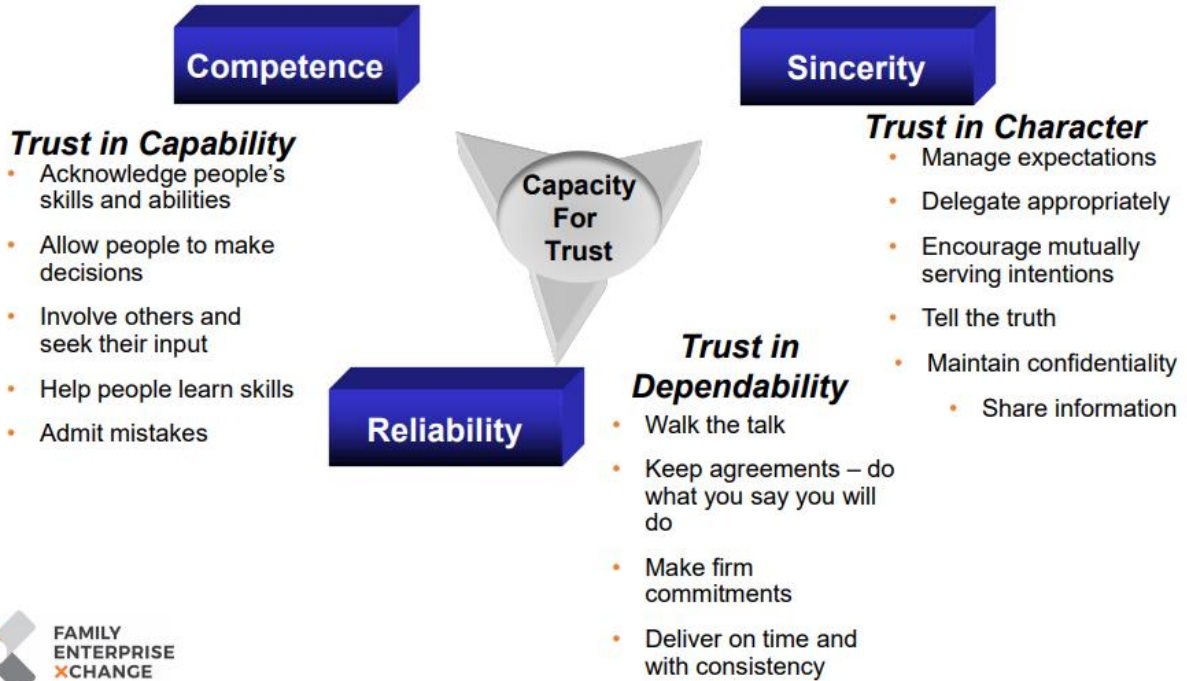 Competence
Trust in Capability
• Acknowledge people's
skills and abilities
• Allow people to make
decisions
• Involve others and
seek their input
• Help people learn skills
• Admit mistakes
Capacity
For
Trust
Sincerity
Trust in Character
• Manage expectations
• Delegate appropriately
• Encourage mutually
serving intentions
• Tell the truth
• Maintain confidentiality
• Share information
Reliability
Trust in
Dependability
• Walk the talk
• Keep agreements – do
what you say you will
do
• Make firm
commitments
• Deliver on time and
with consistency
FAMILY
ENTERPRISE
XCHANGE